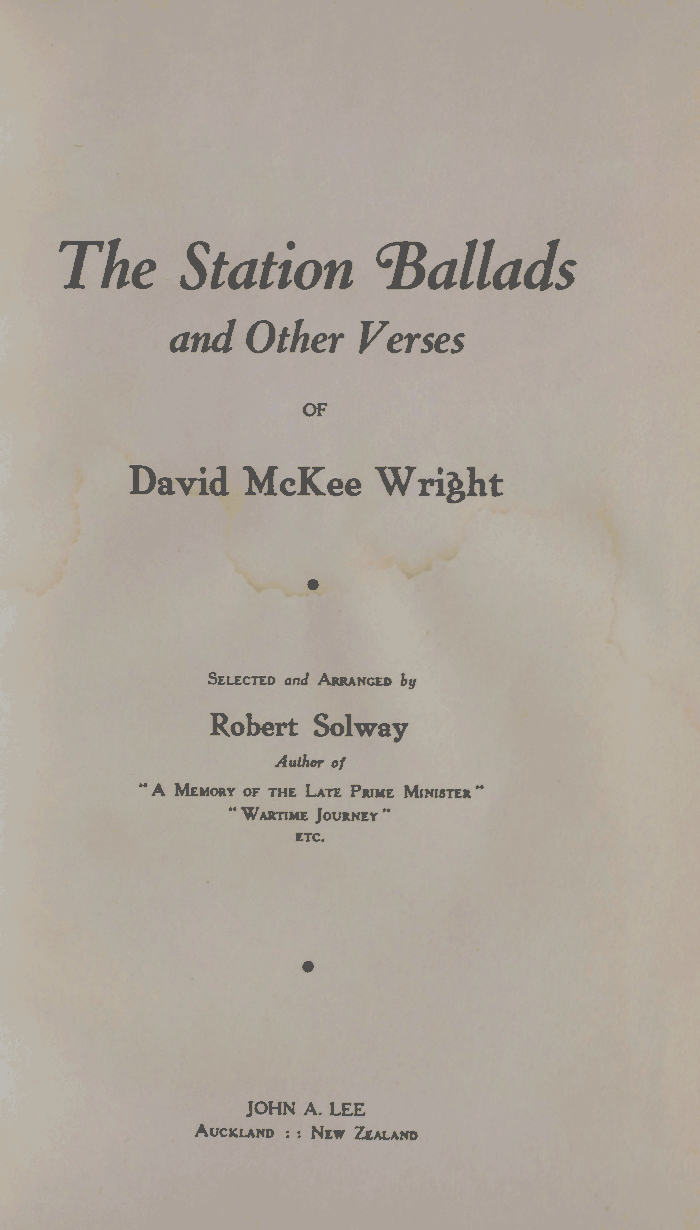 The Station Ballads
and Other Verses
OF
David McKee Wright
•
SELECTED and ARRANGED by
Robert Solway
Author of
"A MEMORY OF THE LATE PRIME MINISTER"
"WARTIME JOURNEY"
ETC.
•
JOHN A. LEE
AUCKLAND : : NEW ZEALAND